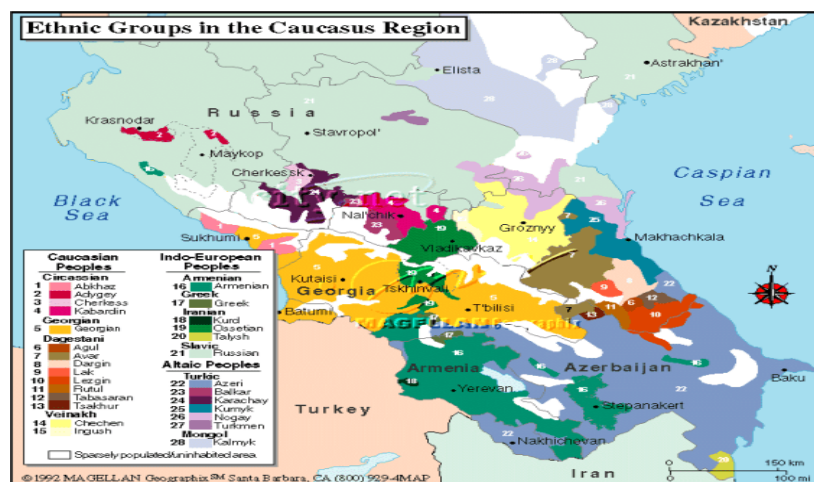 Ethnic Groups in the Caucasus Region
Kazakhstan
Astrakhan'
Elista
Russia
Krasnodar
Stavropol'
Maykop
Cherkessk
Caspian
Sea
Black
Sea
Nal'chik
Groznyy
Sukhumi
Vladikavkaz
Makhachkala
Kutaisi
Tskhinvali
Georgia
T'bilisi
Batumi
MAGELLAN Geographix
Armenia
Azerbaijan
Baku
Yerevan
Stepanakert
Turkey
Nakhichevan
Iran
N
0 150 km
0 100 mi
Caucasian
Peoples
Circassian
1 Abkhaz
2 Adygey
3 Cherkess
4 Kabardin
Georgian
5 Georgian
Dagestani
6 Agul
7 Avar
8 Dargin
9 Lak
10 Lezgin
11 Rutul
12 Tabasaran
13 Tsakhur
Veinakh
14 Chechen
15 Ingush
Indo-European
Peoples
Armenian
16 Armenian
Greek
17 Greek
Iranian
18 Kurd
19 Ossetian
20 Talysh
Slavic
21 Russian
Altaic Peoples
Turkic
22 Azeri
23 Balkar
24 Karachay
25 Kumyk
26 Nogay
27 Turkmen
Mongol
28 Kalmyk
Sparsely populated/uninhabited area
©1992 MAGELLAN Geographix℠ Santa Barbara, CA (800) 929-4MAP